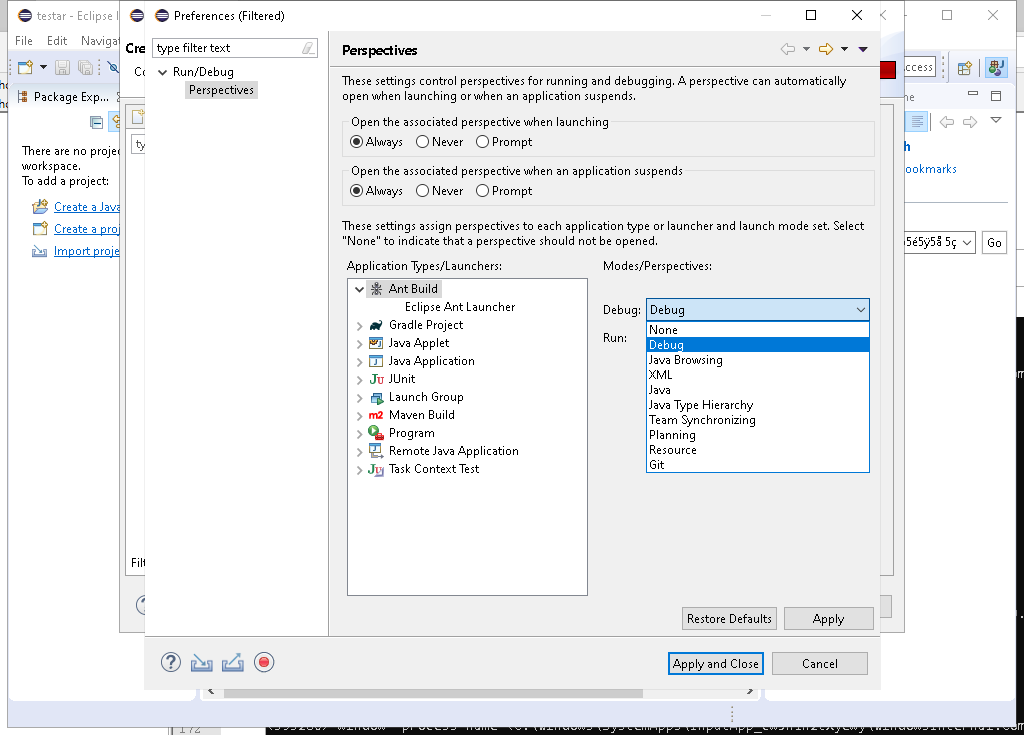 testar - Eclipse I
Preferences (Filtered)
File Edit Navigat
Package Exp...
There are no projec
workspace.
To add a project:
Create a Java
Create a proj
Import proje
type filter text
Run/Debug
Perspectives
Perspectives
These settings control perspectives for running and debugging. A perspective can automatically
open when launching or when an application suspends.
Open the associated perspective when launching
Always Never Prompt
Open the associated perspective when an application suspends
Always Never Prompt
These settings assign perspectives to each application type or launcher and launch mode set. Select
"None" to indicate that a perspective should not be opened.
Application Types/Launchers:
Ant Build
Eclipse Ant Launcher
Gradle Project
Java Applet
Java Application
JUnit
Launch Group
Maven Build
Program
Remote Java Application
Task Context Test
Modes/Perspectives:
Debug: Debug
Run:
None
Debug
Java Browsing
XML
Java
Java Type Hierarchy
Team Synchronizing
Planning
Resource
Git
Restore Defaults Apply
Apply and Close Cancel
Cre
Filt
ccess
ookmarks
Go
172